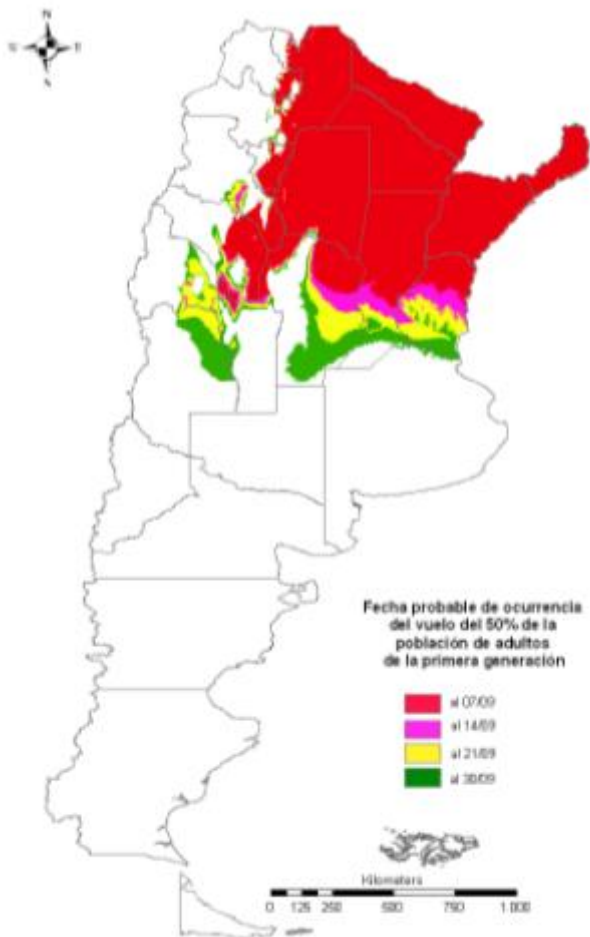 N
E
Fecha probable de ocurrencia
del vuelo del 50% de la
población de adultos
de la primera generación
al 07/09
al 14/09
al 21/09
al 30/09
Kilometers
0 125 250 500 750 1.000